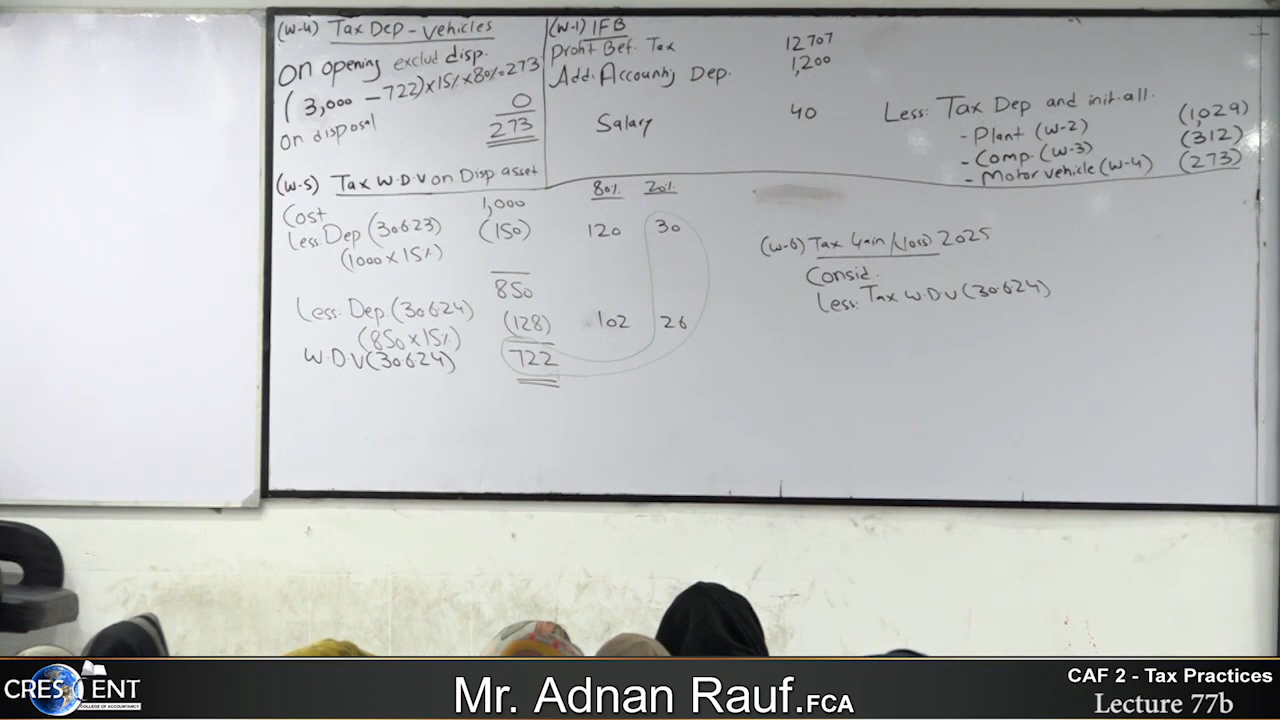 (W-4) Tax Dep - Vehicles
On opening exclud disp.
(3,000 - 722) x 15% x 80% = 273
On disposal 0
273
(W-1) IFB
Profit Bef. Tax 12707
Add: Accounting Dep. 1,200
Salary 40
Less: Tax Dep and init. all.
- Plant (W-2) (1,029)
- Comp. (W-3) (312)
- Motor vehicle (W-4) (273)
(W-5) Tax W.D.V on Disp asset
80% 20%
Cost 1,000
Less: Dep (30.6.23) (150) 120 30
(1000 x 15%)
850
Less: Dep (30.6.24) (128) 102 26
(850 x 15%)
W.D.V (30.6.24) 722
(W-6) Tax Gain/(loss) 2025
Consid.
Less: Tax W.D.V (30.6.24)
CRESCENT
COLLEGE OF ACCOUNTANCY
Mr. Adnan Rauf.FCA
CAF 2 - Tax Practices
Lecture 77b